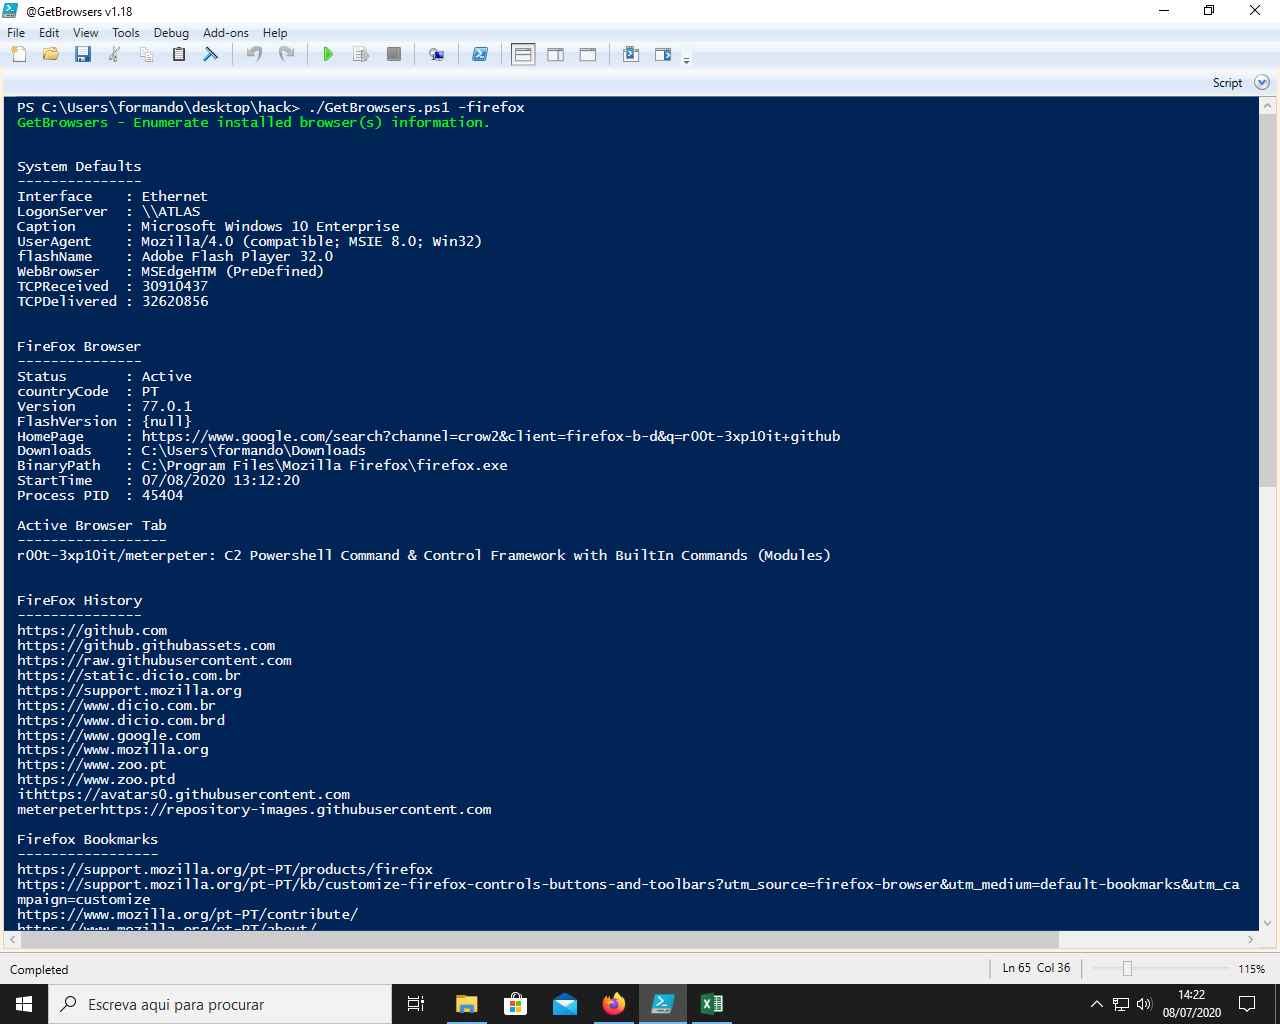 @GetBrowsers v1.18
File Edit View Tools Debug Add-ons Help
Script
PS C:\Users\formando\desktop\hack> ./GetBrowsers.ps1 -firefox
GetBrowsers - Enumerate installed browser(s) information.
System Defaults
---------------
Interface    : Ethernet
LogonServer  : \\ATLAS
Caption      : Microsoft Windows 10 Enterprise
UserAgent    : Mozilla/4.0 (compatible; MSIE 8.0; Win32)
flashName    : Adobe Flash Player 32.0
WebBrowser   : MSEdgeHTM (PreDefined)
TCPReceived  : 30910437
TCPDelivered : 32620856
FireFox Browser
---------------
Status       : Active
countryCode  : PT
Version      : 77.0.1
FlashVersion : {null}
HomePage     : https://www.google.com/search?channel=crow2&client=firefox-b-d&q=r00t-3xp10it+github
Downloads    : C:\Users\formando\Downloads
BinaryPath   : C:\Program Files\Mozilla Firefox\firefox.exe
StartTime    : 07/08/2020 13:12:20
Process PID  : 45404
Active Browser Tab
------------------
r00t-3xp10it/meterpeter: C2 Powershell Command & Control Framework with BuiltIn Commands (Modules)
FireFox History
---------------
https://github.com
https://github.githubassets.com
https://raw.githubusercontent.com
https://static.dicio.com.br
https://support.mozilla.org
https://www.dicio.com.br
https://www.dicio.com.brd
https://www.google.com
https://www.mozilla.org
https://www.zoo.pt
https://www.zoo.ptd
ithttps://avatars0.githubusercontent.com
meterpeterhttps://repository-images.githubusercontent.com
Firefox Bookmarks
-----------------
https://support.mozilla.org/pt-PT/products/firefox
https://support.mozilla.org/pt-PT/kb/customize-firefox-controls-buttons-and-toolbars?utm_source=firefox-browser&utm_medium=default-bookmarks&utm_ca
mpaign=customize
https://www.mozilla.org/pt-PT/contribute/
https://www.mozilla.org/pt-PT/about/
Completed
Ln 65 Col 36
115%
Escreva aqui para procurar
14:22
08/07/2020